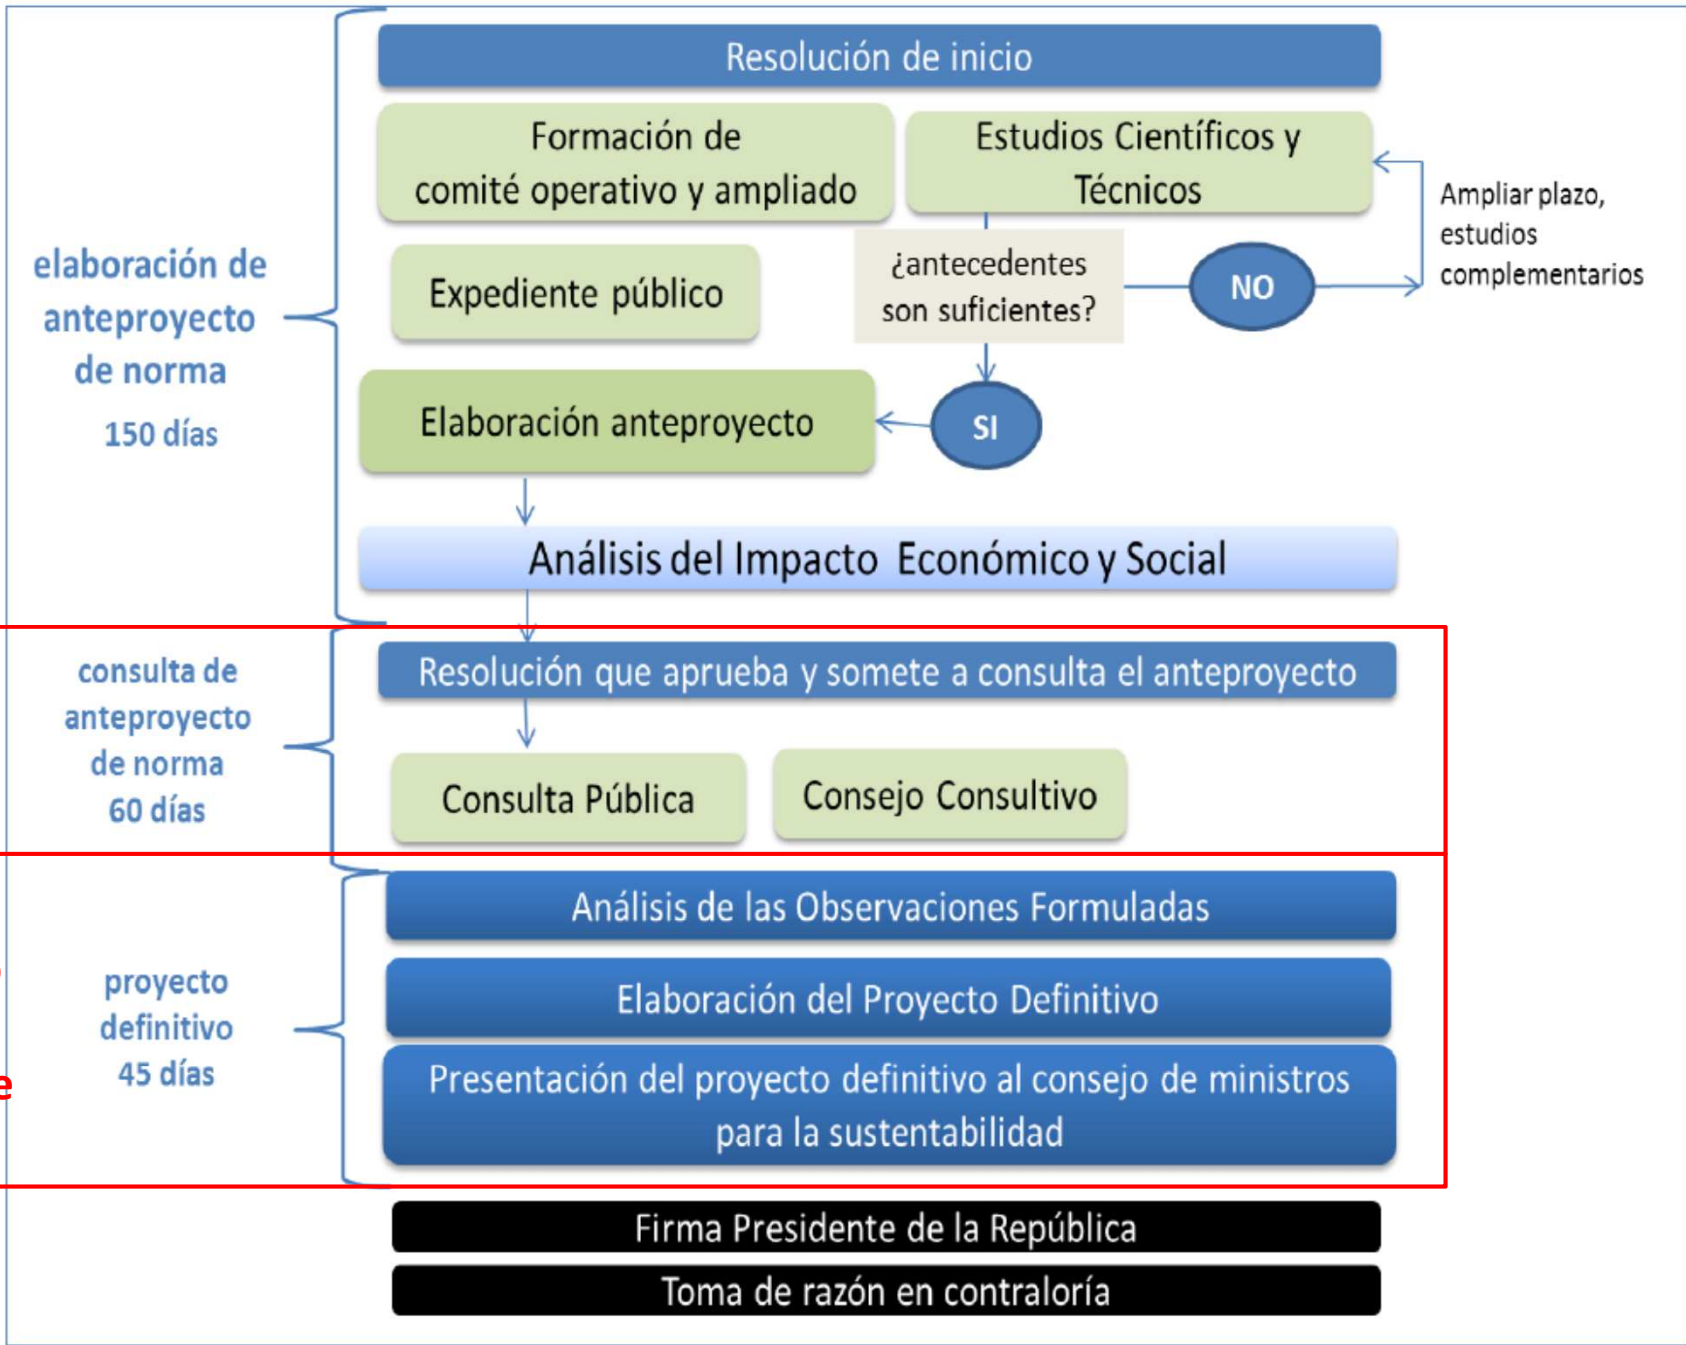 Resolución de inicio
Formación de
comité operativo y ampliado
Estudios Científicos y
Técnicos
Ampliar plazo,
estudios
complementarios
elaboración de
anteproyecto
de norma
150 días
Expediente público
¿antecedentes
son suficientes?
NO
Elaboración anteproyecto
SI
Análisis del Impacto Económico y Social
consulta de
anteproyecto
de norma
60 días
Resolución que aprueba y somete a consulta el anteproyecto
Consulta Pública
Consejo Consultivo
proyecto
definitivo
45 días
Análisis de las Observaciones Formuladas
Elaboración del Proyecto Definitivo
Presentación del proyecto definitivo al consejo de ministros
para la sustentabilidad
Firma Presidente de la República
Toma de razón en contraloría